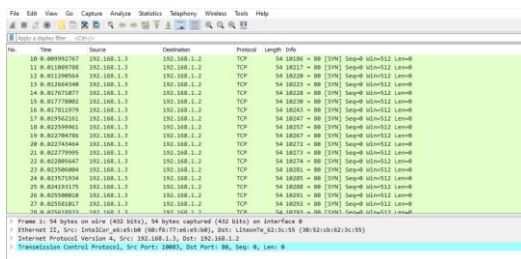 File Edit View Go Capture Analyze Statistics Telephony Wireless Tools Help
Apply a display filter ... <Ctrl-/>
No. Time Source Destination Protocol Length Info
10 0.009992767 192.168.1.3 192.168.1.2 TCP 54 10186 → 80 [SYN] Seq=0 Win=512 Len=0
11 0.011089788 192.168.1.3 192.168.1.2 TCP 54 10217 → 80 [SYN] Seq=0 Win=512 Len=0
12 0.011290564 192.168.1.3 192.168.1.2 TCP 54 10220 → 80 [SYN] Seq=0 Win=512 Len=0
13 0.012664340 192.168.1.3 192.168.1.2 TCP 54 10223 → 80 [SYN] Seq=0 Win=512 Len=0
14 0.017671077 192.168.1.3 192.168.1.2 TCP 54 10228 → 80 [SYN] Seq=0 Win=512 Len=0
15 0.017778002 192.168.1.3 192.168.1.2 TCP 54 10230 → 80 [SYN] Seq=0 Win=512 Len=0
16 0.017811979 192.168.1.3 192.168.1.2 TCP 54 10243 → 80 [SYN] Seq=0 Win=512 Len=0
17 0.019562161 192.168.1.3 192.168.1.2 TCP 54 10247 → 80 [SYN] Seq=0 Win=512 Len=0
18 0.022599961 192.168.1.3 192.168.1.2 TCP 54 10257 → 80 [SYN] Seq=0 Win=512 Len=0
19 0.022704786 192.168.1.3 192.168.1.2 TCP 54 10267 → 80 [SYN] Seq=0 Win=512 Len=0
20 0.022743464 192.168.1.3 192.168.1.2 TCP 54 10272 → 80 [SYN] Seq=0 Win=512 Len=0
21 0.022779995 192.168.1.3 192.168.1.2 TCP 54 10273 → 80 [SYN] Seq=0 Win=512 Len=0
22 0.022805647 192.168.1.3 192.168.1.2 TCP 54 10274 → 80 [SYN] Seq=0 Win=512 Len=0
23 0.023506004 192.168.1.3 192.168.1.2 TCP 54 10281 → 80 [SYN] Seq=0 Win=512 Len=0
24 0.023571934 192.168.1.3 192.168.1.2 TCP 54 10285 → 80 [SYN] Seq=0 Win=512 Len=0
25 0.024193175 192.168.1.3 192.168.1.2 TCP 54 10288 → 80 [SYN] Seq=0 Win=512 Len=0
26 0.025500010 192.168.1.3 192.168.1.2 TCP 54 10291 → 80 [SYN] Seq=0 Win=512 Len=0
27 0.025581017 192.168.1.3 192.168.1.2 TCP 54 10292 → 80 [SYN] Seq=0 Win=512 Len=0
Frame 1: 54 bytes on wire (432 bits), 54 bytes captured (432 bits) on interface 0
Ethernet II, Src: IntelCor_e6:e5:b0 (80:f6:77:e6:e5:b0), Dst: LiteonTe_62:3c:55 (30:52:cb:62:3c:55)
Internet Protocol Version 4, Src: 192.168.1.3, Dst: 192.168.1.2
Transmission Control Protocol, Src Port: 10083, Dst Port: 80, Seq: 0, Len: 0